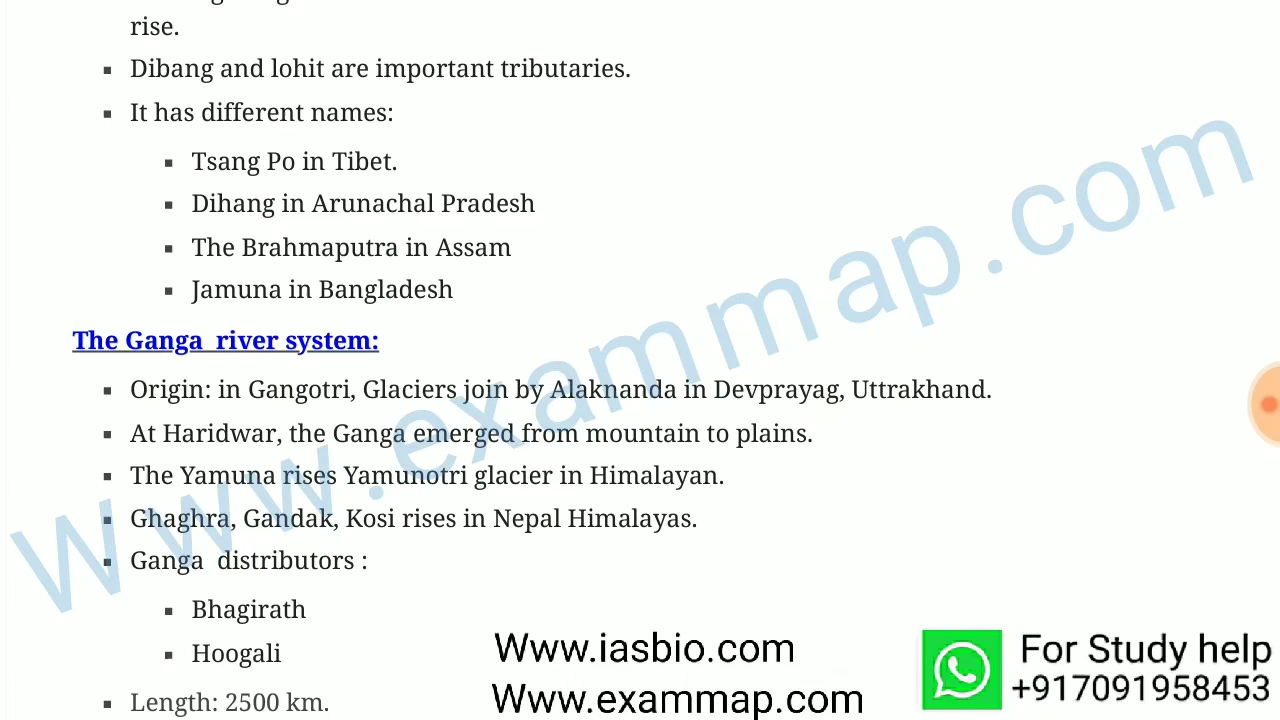 rise.
Dibang and lohit are important tributaries.
It has different names:
Tsang Po in Tibet.
Dihang in Arunachal Pradesh
The Brahmaputra in Assam
Jamuna in Bangladesh
The Ganga  river system:
Origin: in Gangotri, Glaciers join by Alaknanda in Devprayag, Uttrakhand.
At Haridwar, the Ganga emerged from mountain to plains.
The Yamuna rises Yamunotri glacier in Himalayan.
Ghaghra, Gandak, Kosi rises in Nepal Himalayas.
Ganga  distributors :
Bhagirath
Hoogali
Length: 2500 km.
www.exammap.com
Www.iasbio.com
Www.exammap.com
For Study help
+917091958453